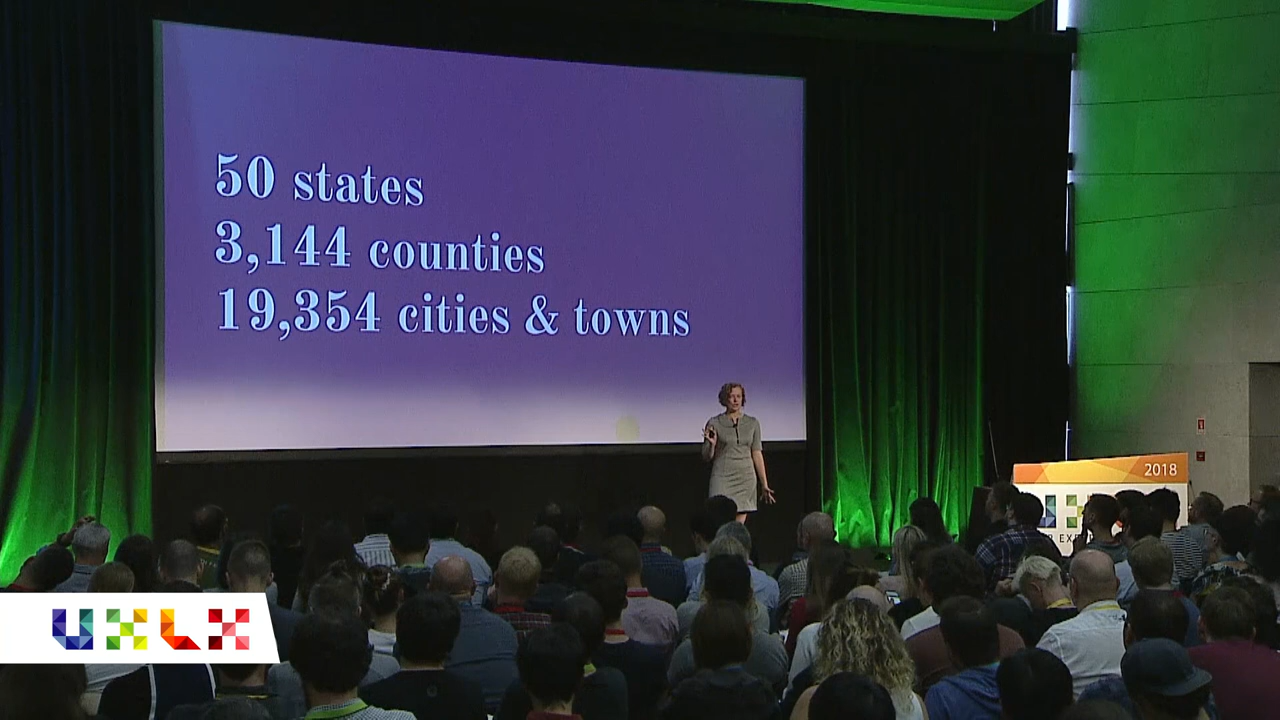 50 states
3,144 counties
19,354 cities & towns
2018
UXLX